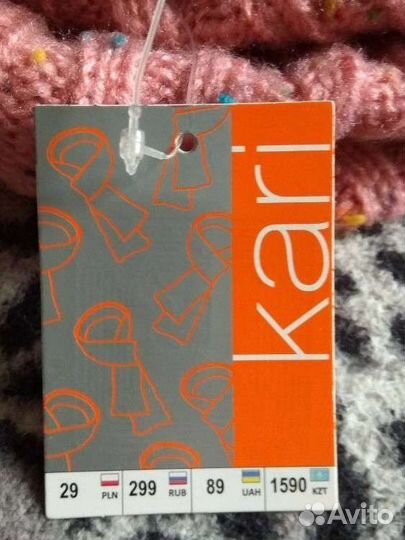 kari
29 PLN 299 RUB 89 UAH 1590 KZT
Avito